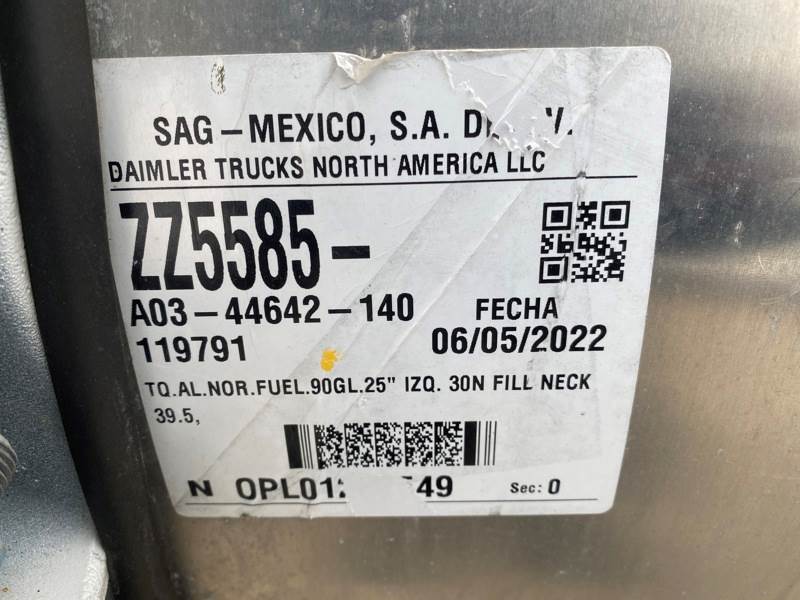 SAG-MEXICO, S.A.
DAIMLER TRUCKS NORTH AMERICA LLC
ZZ5585-
A03-44642-140
FECHA
119791
06/05/2022
TQ.AL.NOR.FUEL.90GL.25" IZQ. 30N FILL NECK
39.5,
N Sec: 0